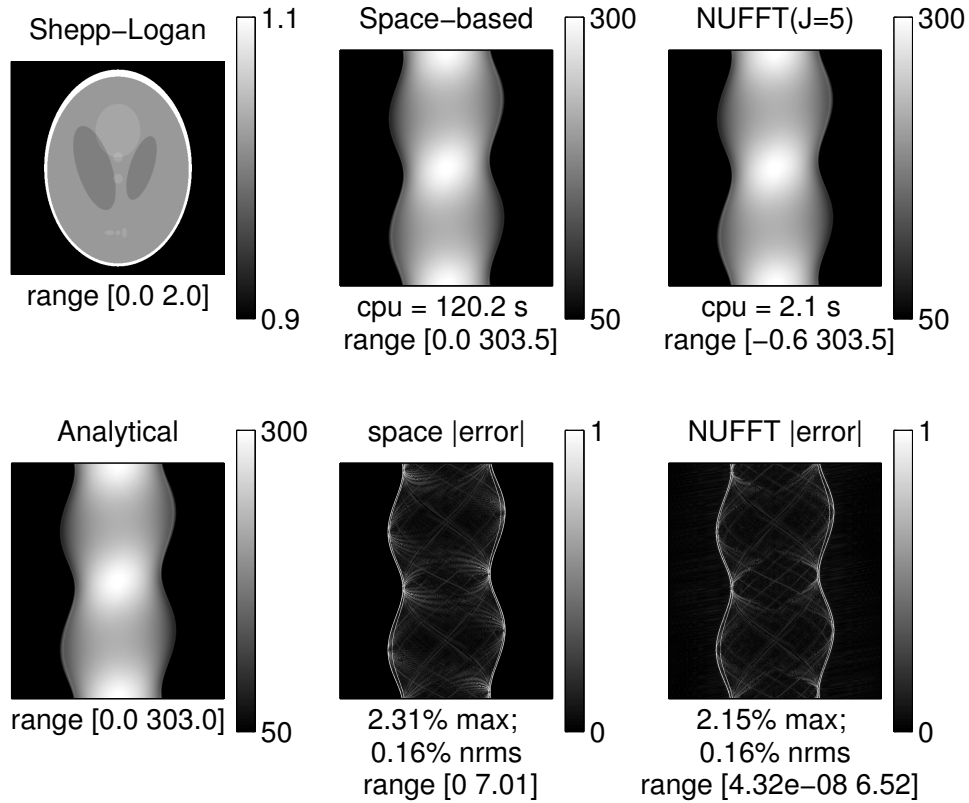 Shepp−Logan
1.1
0.9
range [0.0 2.0]
Space−based
300
50
cpu = 120.2 s
range [0.0 303.5]
NUFFT(J=5)
300
50
cpu = 2.1 s
range [−0.6 303.5]
Analytical
300
50
range [0.0 303.0]
space |error|
1
0
2.31% max;
0.16% nrms
range [0 7.01]
NUFFT |error|
1
0
2.15% max;
0.16% nrms
range [4.32e−08 6.52]